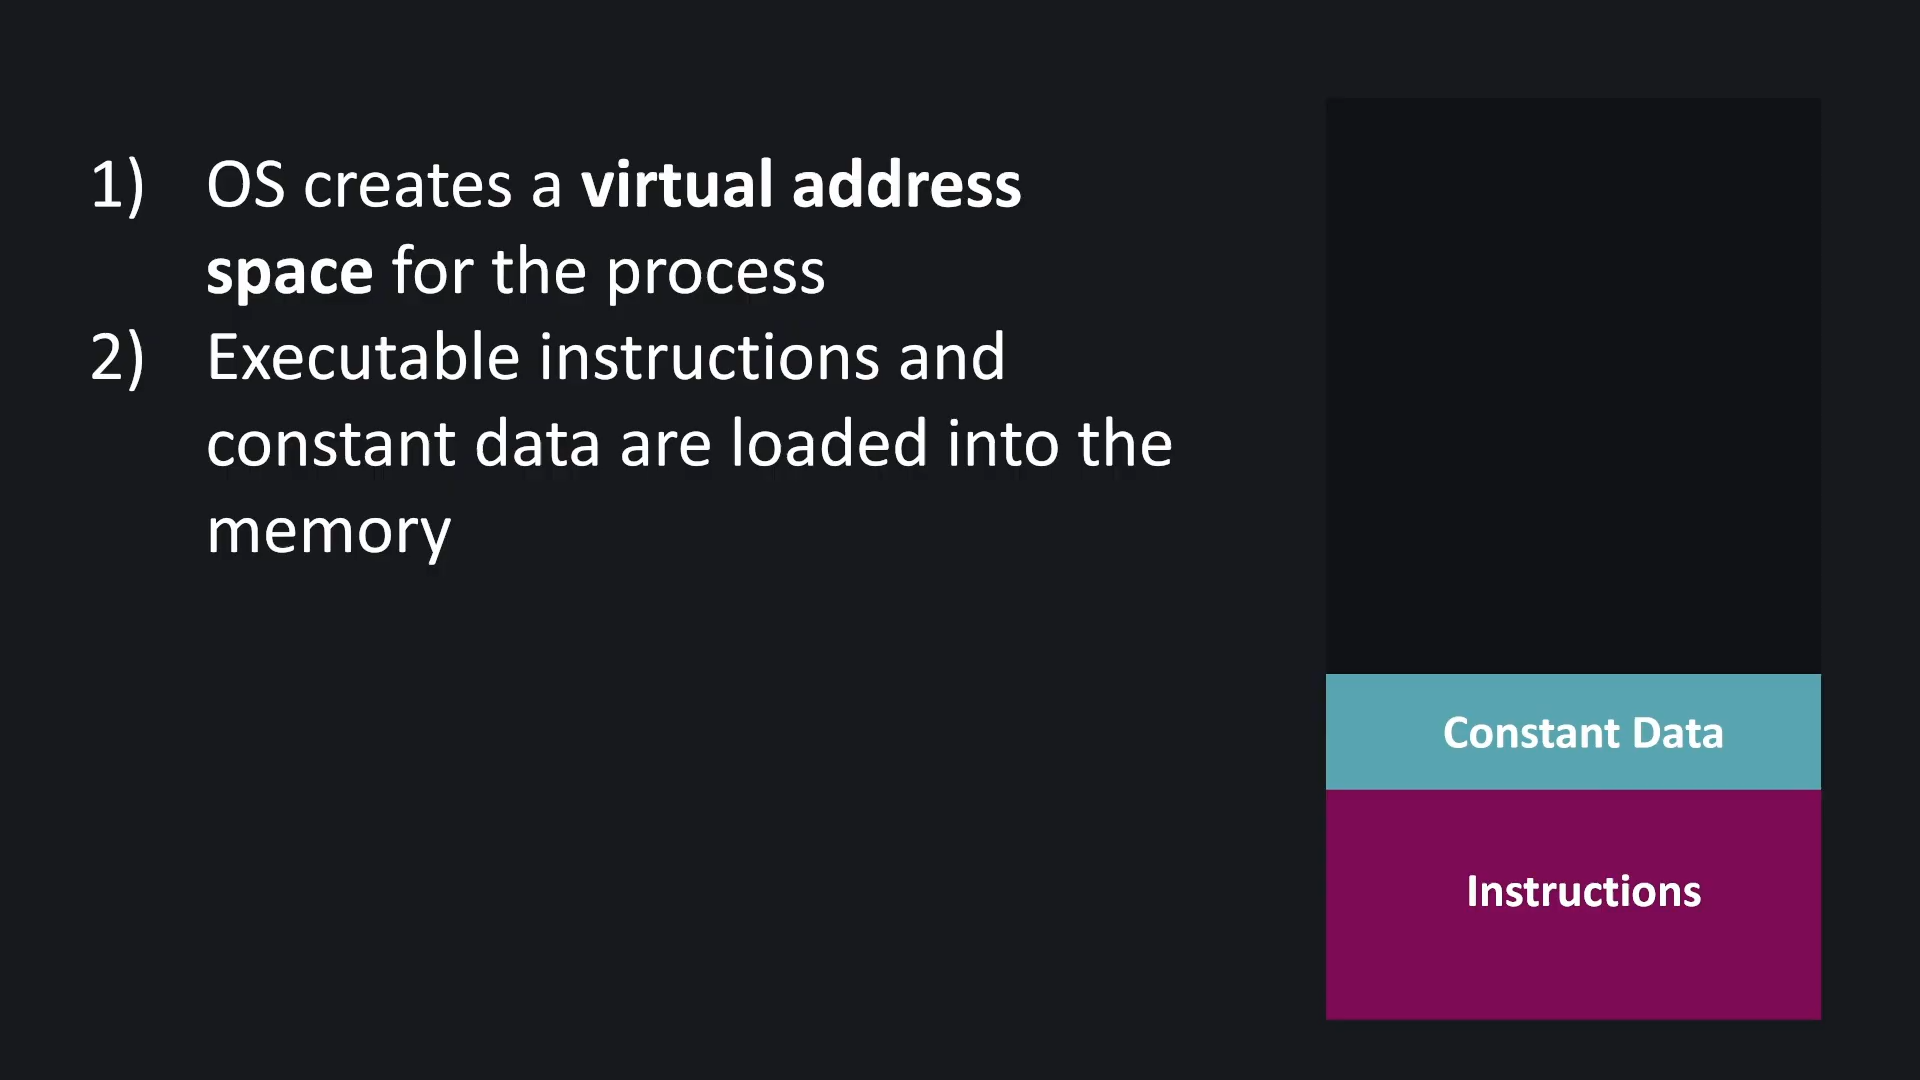 1) OS creates a virtual address
space for the process
2) Executable instructions and
constant data are loaded into the
memory
Constant Data
Instructions